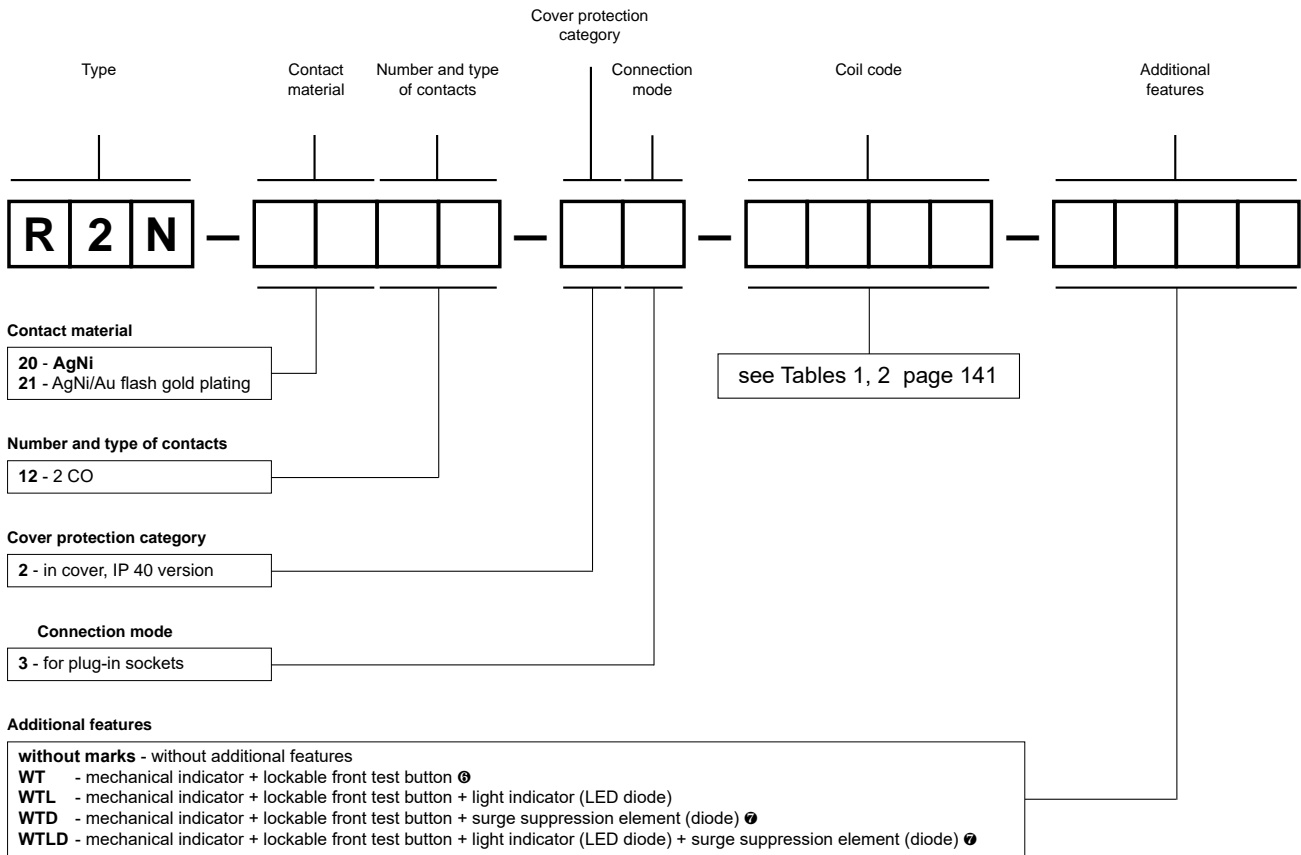 Cover protection
category
Type
Contact
material
Number and type
of contacts
Connection
mode
Coil code
Additional
features
R 2 N – – – –
Contact material
20 - AgNi
21 - AgNi/Au flash gold plating
see Tables 1, 2 page 141
Number and type of contacts
12 - 2 CO
Cover protection category
2 - in cover, IP 40 version
Connection mode
3 - for plug-in sockets
Additional features
without marks - without additional features
WT - mechanical indicator + lockable front test button ❻
WTL - mechanical indicator + lockable front test button + light indicator (LED diode)
WTD - mechanical indicator + lockable front test button + surge suppression element (diode) ❼
WTLD - mechanical indicator + lockable front test button + light indicator (LED diode) + surge suppression element (diode) ❼